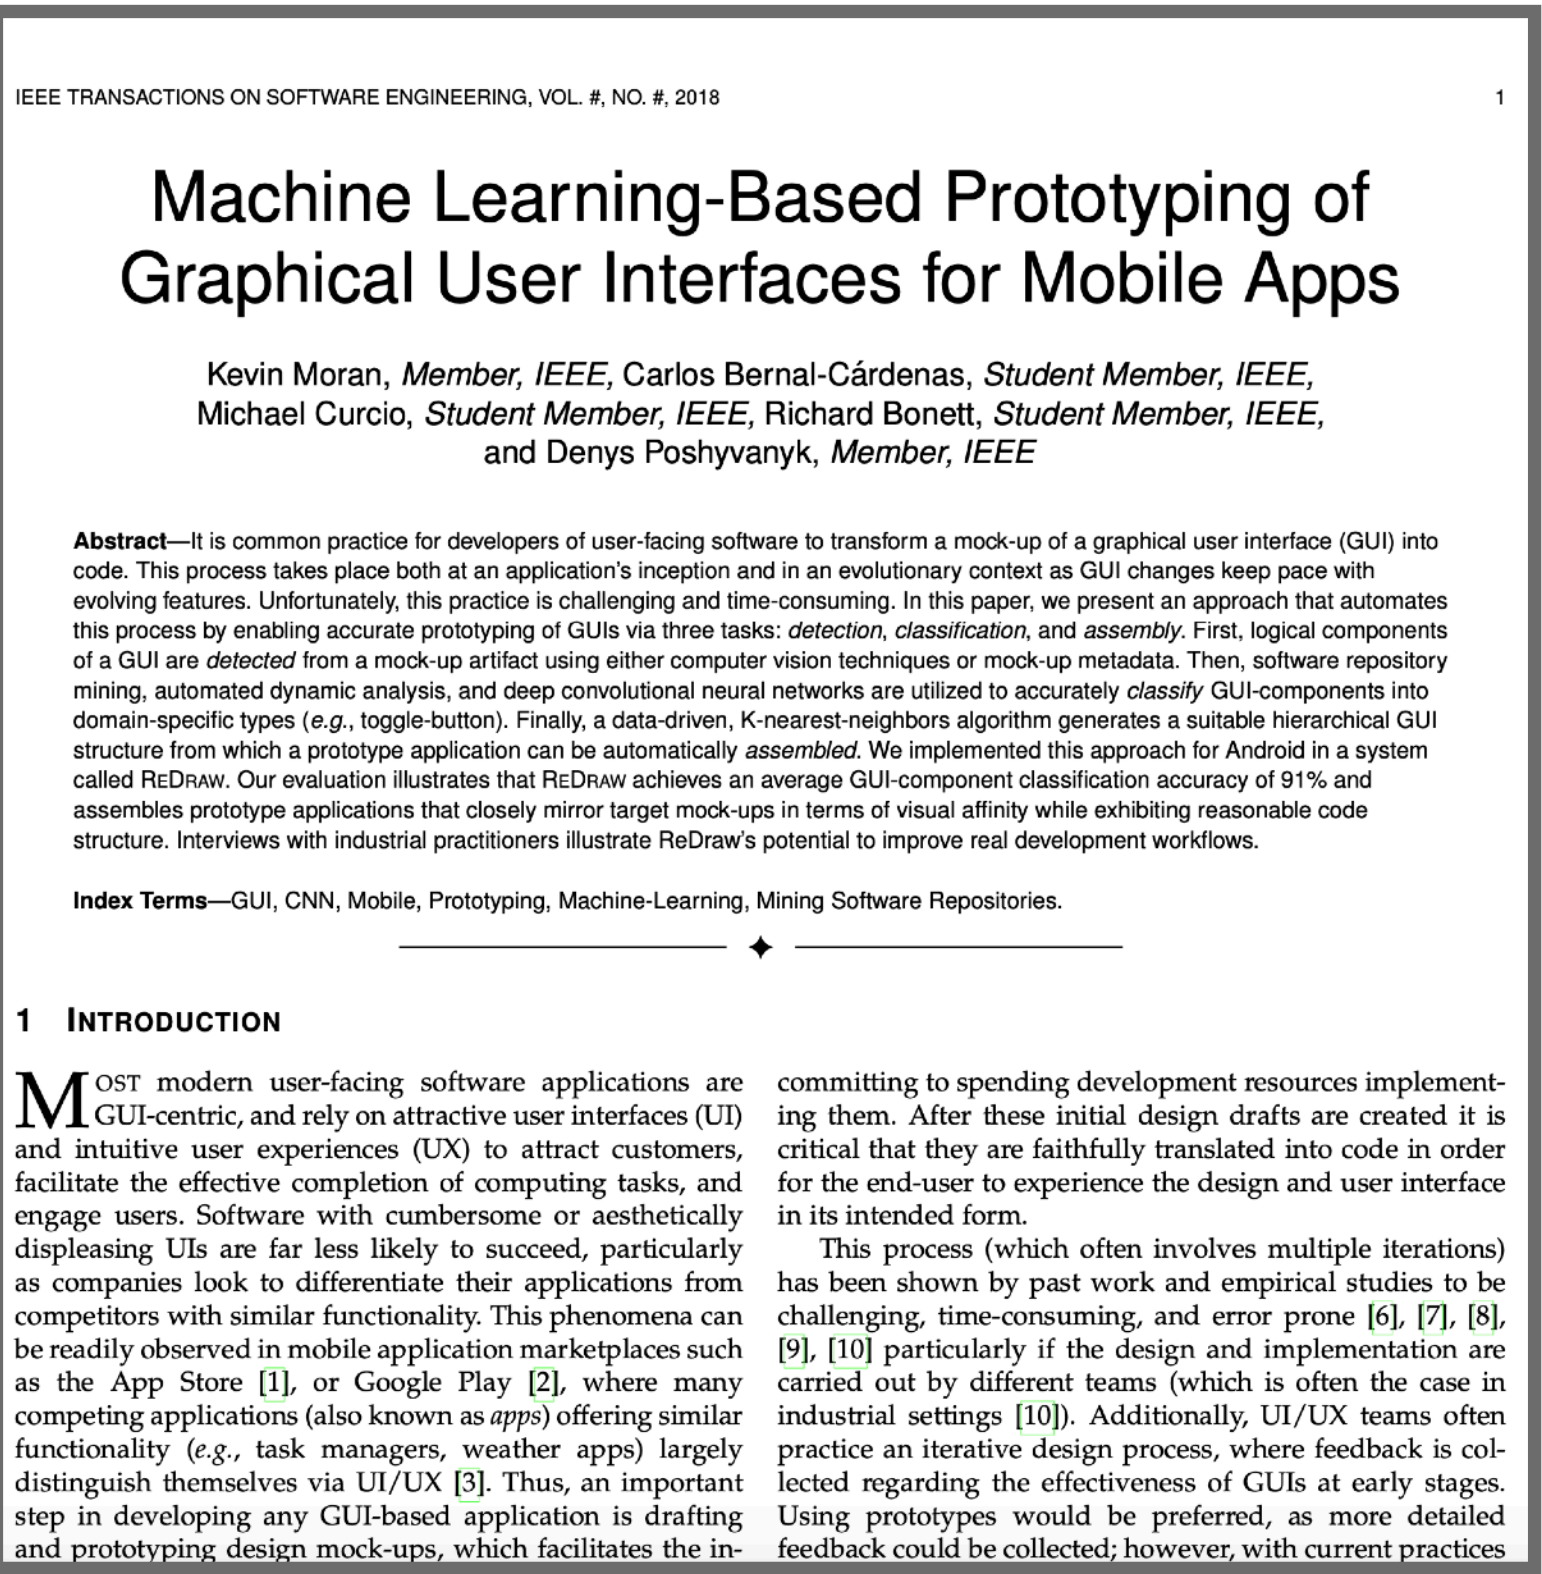 IEEE TRANSACTIONS ON SOFTWARE ENGINEERING, VOL. #, NO. #, 2018 1
Machine Learning-Based Prototyping of
Graphical User Interfaces for Mobile Apps
Kevin Moran, Member, IEEE, Carlos Bernal-Cárdenas, Student Member, IEEE,
Michael Curcio, Student Member, IEEE, Richard Bonett, Student Member, IEEE,
and Denys Poshyvanyk, Member, IEEE
Abstract—It is common practice for developers of user-facing software to transform a mock-up of a graphical user interface (GUI) into
code. This process takes place both at an application's inception and in an evolutionary context as GUI changes keep pace with
evolving features. Unfortunately, this practice is challenging and time-consuming. In this paper, we present an approach that automates
this process by enabling accurate prototyping of GUIs via three tasks: detection, classification, and assembly. First, logical components
of a GUI are detected from a mock-up artifact using either computer vision techniques or mock-up metadata. Then, software repository
mining, automated dynamic analysis, and deep convolutional neural networks are utilized to accurately classify GUI-components into
domain-specific types (e.g., toggle-button). Finally, a data-driven, K-nearest-neighbors algorithm generates a suitable hierarchical GUI
structure from which a prototype application can be automatically assembled. We implemented this approach for Android in a system
called REDRAW. Our evaluation illustrates that REDRAW achieves an average GUI-component classification accuracy of 91% and
assembles prototype applications that closely mirror target mock-ups in terms of visual affinity while exhibiting reasonable code
structure. Interviews with industrial practitioners illustrate ReDraw's potential to improve real development workflows.
Index Terms—GUI, CNN, Mobile, Prototyping, Machine-Learning, Mining Software Repositories.
1 INTRODUCTION
MOST modern user-facing software applications are
GUI-centric, and rely on attractive user interfaces (UI)
and intuitive user experiences (UX) to attract customers,
facilitate the effective completion of computing tasks, and
engage users. Software with cumbersome or aesthetically
displeasing UIs are far less likely to succeed, particularly
as companies look to differentiate their applications from
competitors with similar functionality. This phenomena can
be readily observed in mobile application marketplaces such
as the App Store [1], or Google Play [2], where many
competing applications (also known as apps) offering similar
functionality (e.g., task managers, weather apps) largely
distinguish themselves via UI/UX [3]. Thus, an important
step in developing any GUI-based application is drafting
and prototyping design mock-ups, which facilitates the in-
committing to spending development resources implement-
ing them. After these initial design drafts are created it is
critical that they are faithfully translated into code in order
for the end-user to experience the design and user interface
in its intended form.
This process (which often involves multiple iterations)
has been shown by past work and empirical studies to be
challenging, time-consuming, and error prone [6], [7], [8],
[9], [10] particularly if the design and implementation are
carried out by different teams (which is often the case in
industrial settings [10]). Additionally, UI/UX teams often
practice an iterative design process, where feedback is col-
lected regarding the effectiveness of GUIs at early stages.
Using prototypes would be preferred, as more detailed
feedback could be collected; however, with current practices